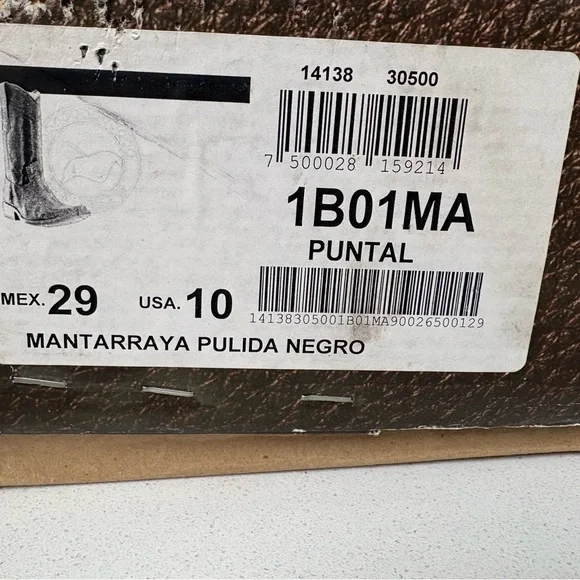 14138 30500
7 500028 159214
1B01MA
PUNTAL
MEX. 29 USA. 10
14138305001B01MA90026500129
MANTARRAYA PULIDA NEGRO